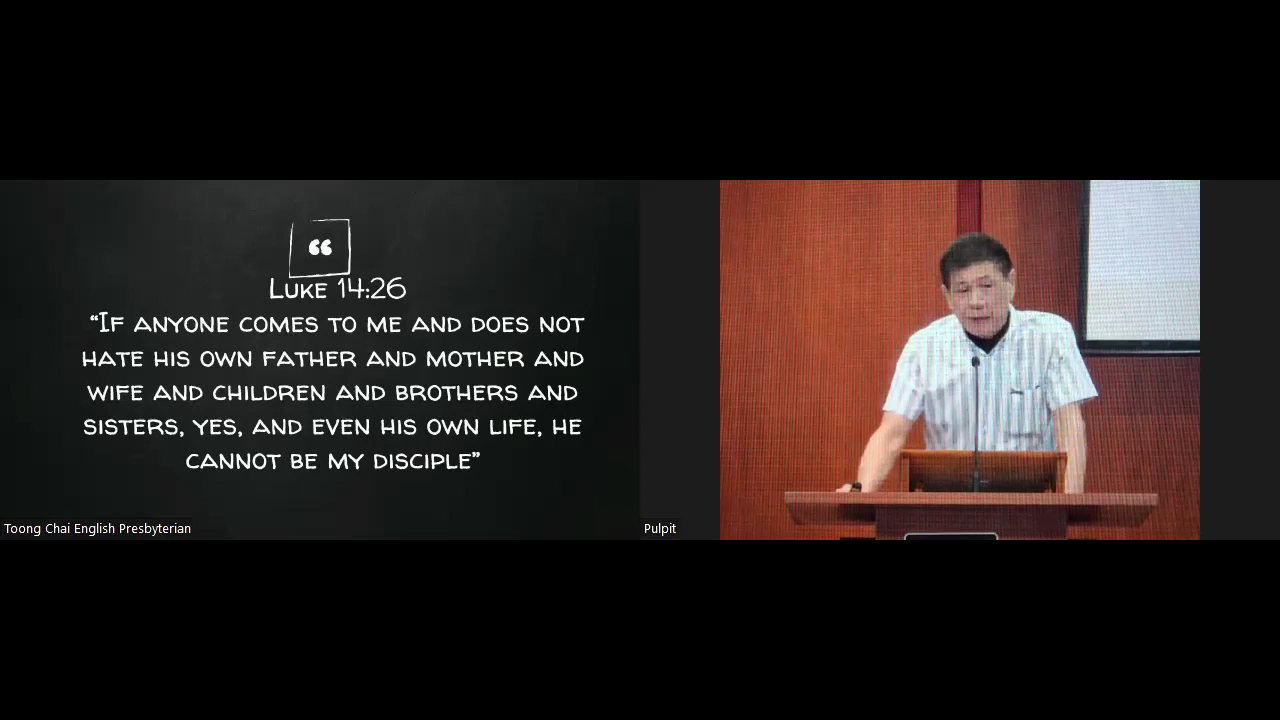 “
Luke 14:26
“If anyone comes to me and does not
hate his own father and mother and
wife and children and brothers and
sisters, yes, and even his own life, he
cannot be my disciple”
Toong Chai English Presbyterian
Pulpit